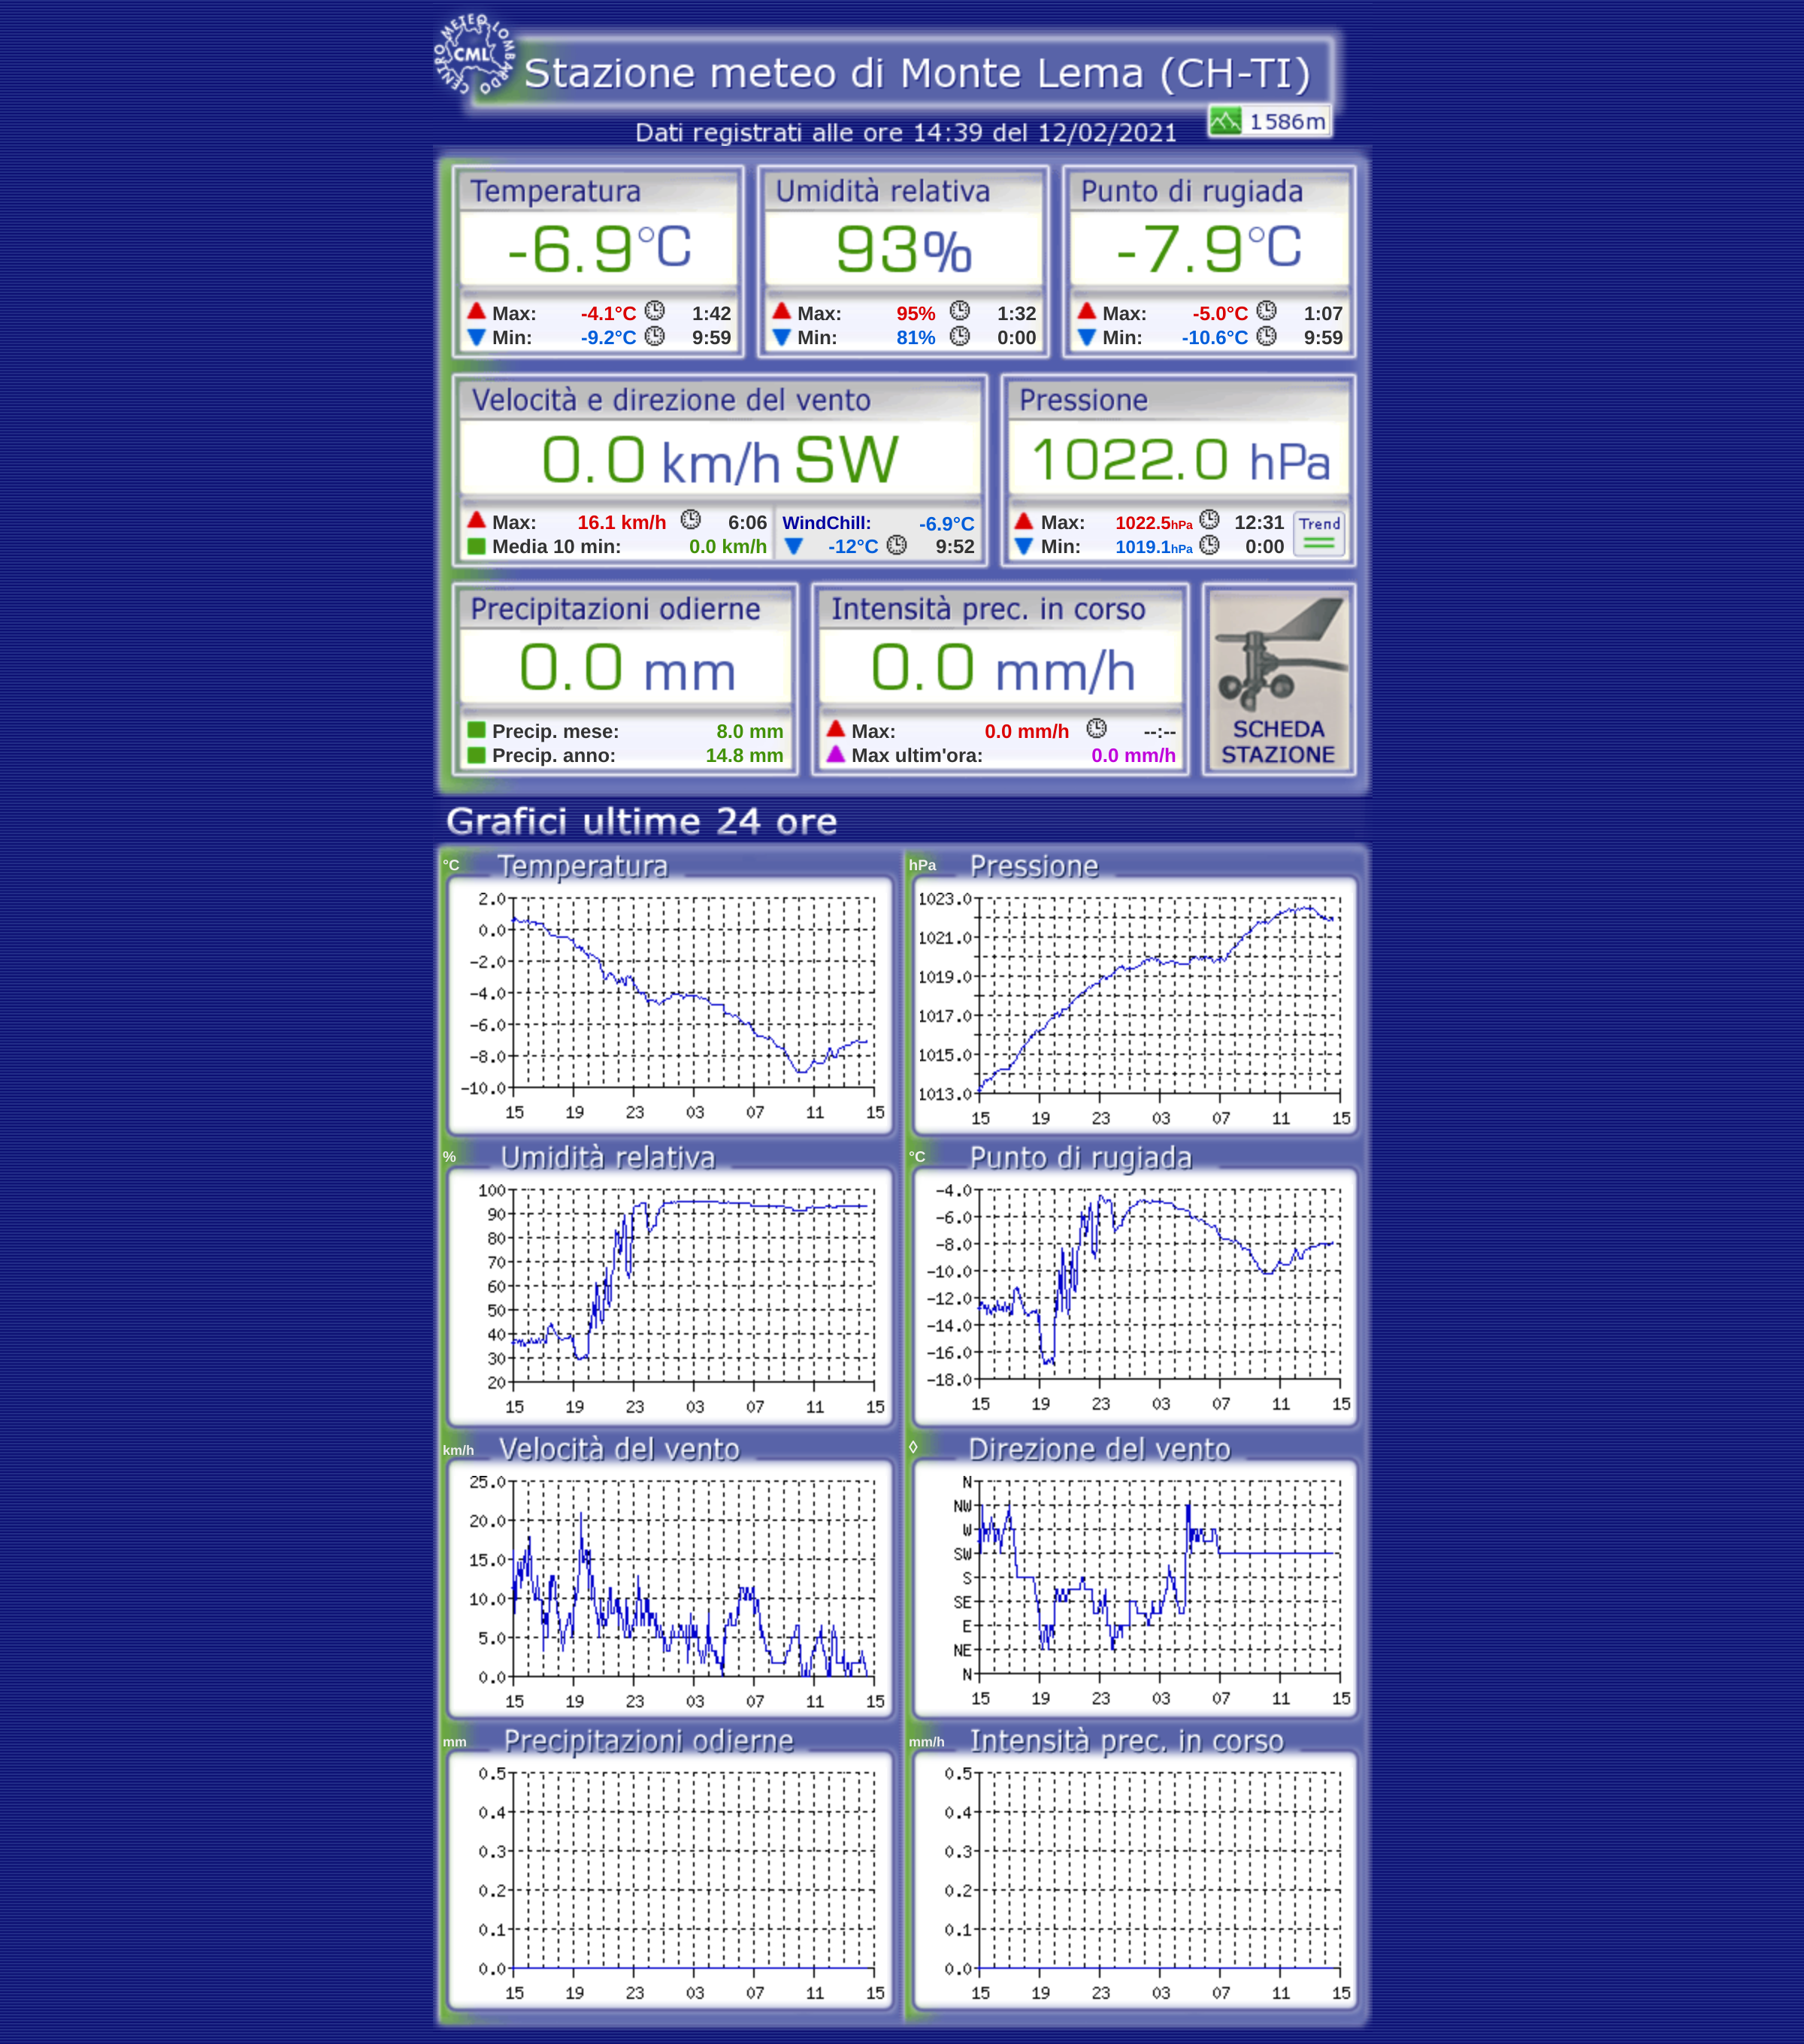 CENTRO METEO LOMBARDO
CML
Stazione meteo di Monte Lema (CH-TI)
1586m
Dati registrati alle ore 14:39 del 12/02/2021
Temperatura
-6.9°C
Max: -4.1°C 1:42
Min: -9.2°C 9:59
Umidità relativa
93%
Max: 95% 1:32
Min: 81% 0:00
Punto di rugiada
-7.9°C
Max: -5.0°C 1:07
Min: -10.6°C 9:59
Velocità e direzione del vento
0.0 km/h SW
Max: 16.1 km/h 6:06
Media 10 min: 0.0 km/h
WindChill: -6.9°C
-12°C 9:52
Pressione
1022.0 hPa
Max: 1022.5hPa 12:31
Min: 1019.1hPa 0:00
Trend
Precipitazioni odierne
0.0 mm
Precip. mese: 8.0 mm
Precip. anno: 14.8 mm
Intensità prec. in corso
0.0 mm/h
Max: 0.0 mm/h --:--
Max ultim'ora: 0.0 mm/h
SCHEDA
STAZIONE
Grafici ultime 24 ore
°C Temperatura
2.0
0.0
-2.0
-4.0
-6.0
-8.0
-10.0
15 19 23 03 07 11 15
hPa Pressione
1023.0
1021.0
1019.0
1017.0
1015.0
1013.0
15 19 23 03 07 11 15
% Umidità relativa
100
90
80
70
60
50
40
30
20
15 19 23 03 07 11 15
°C Punto di rugiada
-4.0
-6.0
-8.0
-10.0
-12.0
-14.0
-16.0
-18.0
15 19 23 03 07 11 15
km/h Velocità del vento
25.0
20.0
15.0
10.0
5.0
0.0
15 19 23 03 07 11 15
◊ Direzione del vento
N
NW
W
SW
S
SE
E
NE
N
15 19 23 03 07 11 15
mm Precipitazioni odierne
0.5
0.4
0.3
0.2
0.1
0.0
15 19 23 03 07 11 15
mm/h Intensità prec. in corso
0.5
0.4
0.3
0.2
0.1
0.0
15 19 23 03 07 11 15